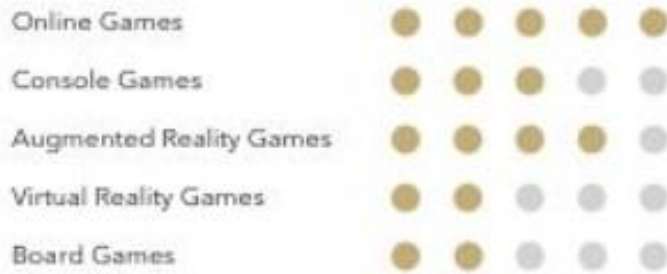 Online Games
Console Games
Augmented Reality Games
Virtual Reality Games
Board Games